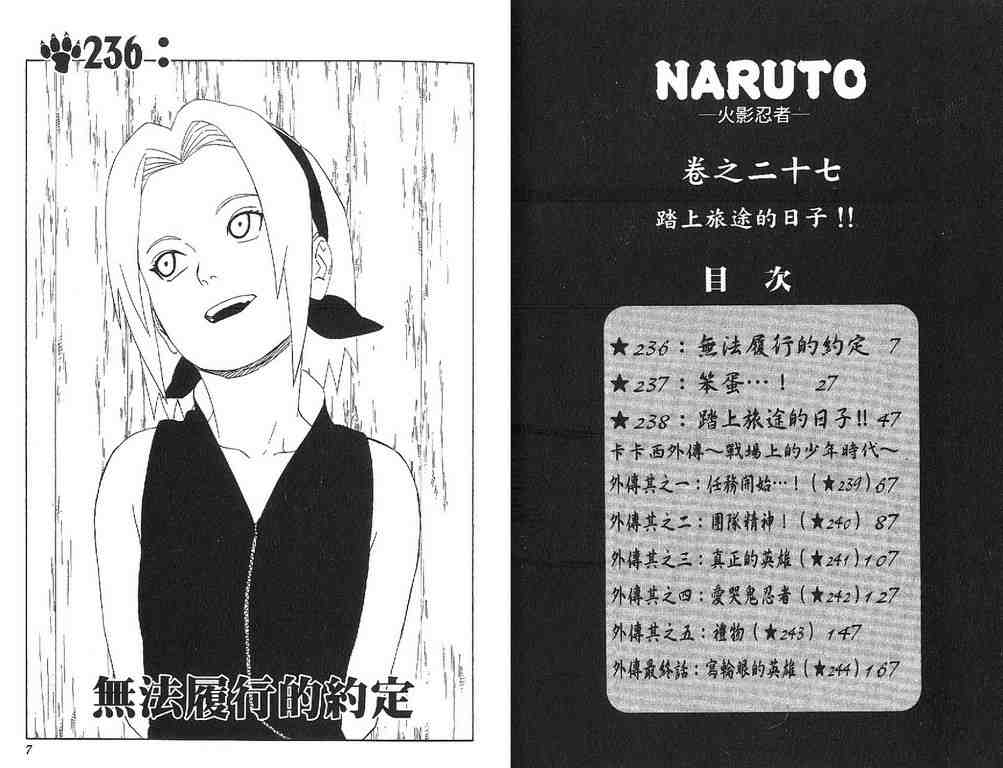 236：
無法履行的約定
7
NARUTO
—火影忍者—
卷之二十七
踏上旅途的日子!!
目 次
★236：無法履行的約定 7
★237：笨蛋…！ 27
★238：踏上旅途的日子!! 47
卡卡西外傳～戰場上的少年時代～
外傳其之一：任務開始…！(★239) 67
外傳其之二：團隊精神！(★240) 87
外傳其之三：真正的英雄(★241) 107
外傳其之四：愛哭鬼忍者(★242) 127
外傳其之五：禮物(★243) 147
外傳最終話：寫輪眼的英雄(★244) 167